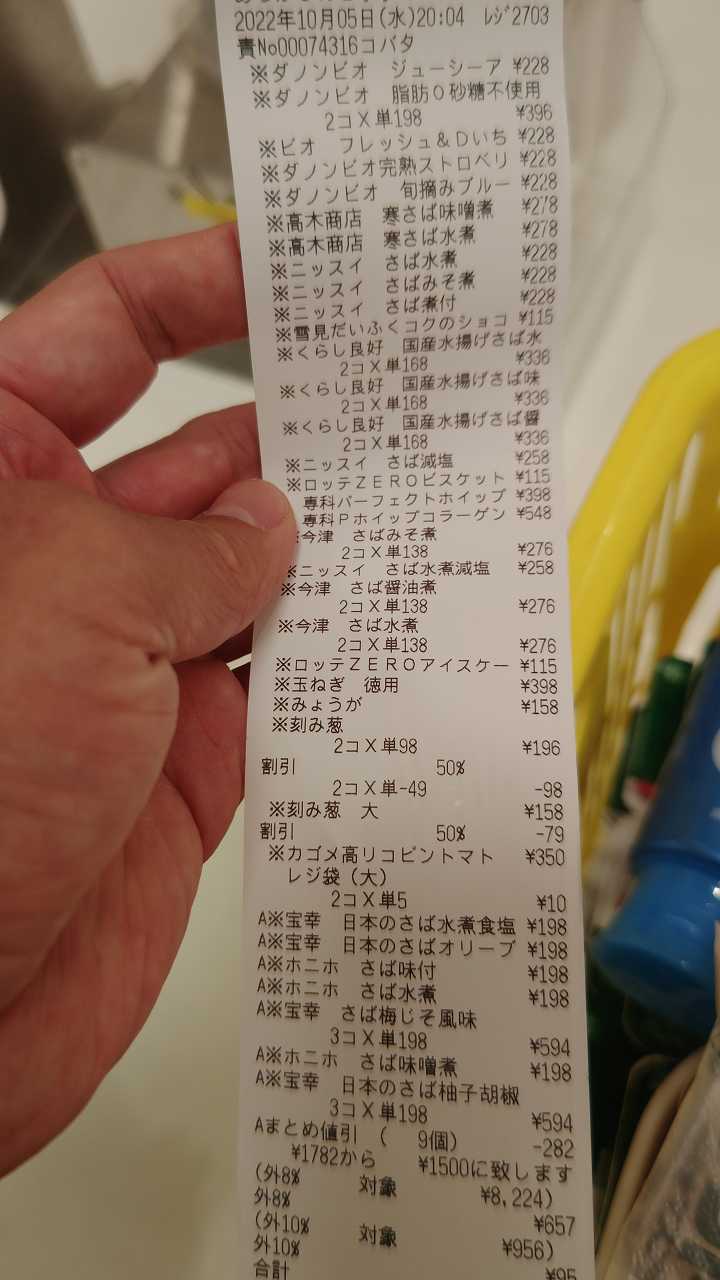 2022年10月05日(水)20:04 ﾚｼﾞ2703
責No00074316コバタ
※ダノンビオ ジューシーア ¥228
※ダノンビオ 脂肪0砂糖不使用
2コX単198 ¥396
※ビオ フレッシュ&Dいち ¥228
※ダノンビオ完熟ストロベリ ¥228
※ダノンビオ 旬摘みブルー ¥228
※高木商店 寒さば味噌煮 ¥278
※高木商店 寒さば水煮 ¥278
※ニッスイ さば水煮 ¥228
※ニッスイ さばみそ煮 ¥228
※ニッスイ さば煮付 ¥228
※雪見だいふくコクのショコ ¥115
※くらし良好 国産水揚げさば水
2コX単168 ¥336
※くらし良好 国産水揚げさば味
2コX単168 ¥336
※くらし良好 国産水揚げさば醤
2コX単168 ¥336
※ニッスイ さば減塩 ¥258
※ロッテZEROビスケット ¥115
専科パーフェクトホイップ ¥398
専科Pホイップコラーゲン ¥548
※今津 さばみそ煮
2コX単138 ¥276
※ニッスイ さば水煮減塩 ¥258
※今津 さば醤油煮
2コX単138 ¥276
※今津 さば水煮
2コX単138 ¥276
※ロッテZEROアイスケー ¥115
※玉ねぎ 徳用 ¥398
※みょうが ¥158
※刻み葱
2コX単98 ¥196
割引 50%
2コX単-49 -98
※刻み葱 大 ¥158
割引 50% -79
※カゴメ高リコピントマト ¥350
レジ袋(大)
2コX単5 ¥10
A※宝幸 日本のさば水煮食塩 ¥198
A※宝幸 日本のさばオリーブ ¥198
A※ホニホ さば味付 ¥198
A※ホニホ さば水煮 ¥198
A※宝幸 さば梅じそ風味
3コX単198 ¥594
A※ホニホ さば味噌煮 ¥198
A※宝幸 日本のさば柚子胡椒
3コX単198 ¥594
Aまとめ値引 ( 9個) -282
¥1782から ¥1500に致します
(外8% 対象 ¥8,224)
外8% ¥657
(外10% 対象 ¥956)
外10% ¥95
合計